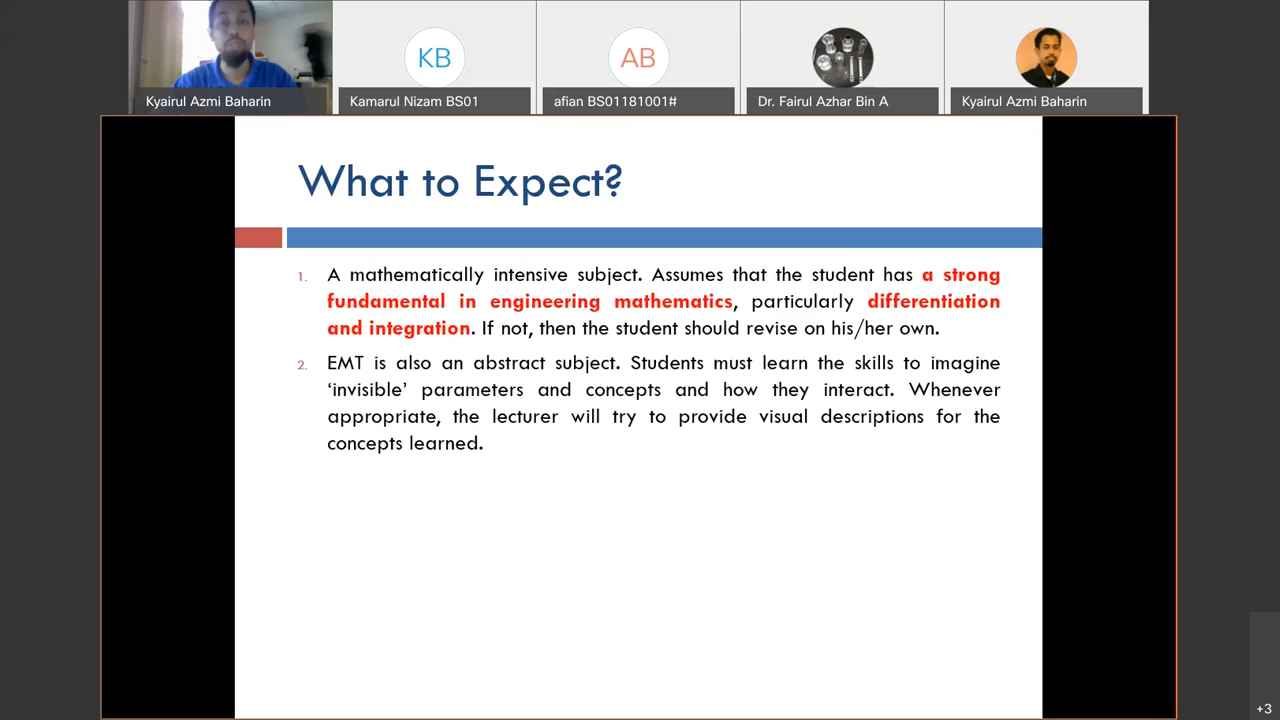 KB
AB
Kyairul Azmi Baharin
Kamarul Nizam BS01
afian BS01181001#
Dr. Fairul Azhar Bin A
Kyairul Azmi Baharin
What to Expect?
1. A mathematically intensive subject. Assumes that the student has a strong
fundamental in engineering mathematics, particularly differentiation
and integration. If not, then the student should revise on his/her own.
2. EMT is also an abstract subject. Students must learn the skills to imagine
‘invisible’ parameters and concepts and how they interact. Whenever
appropriate, the lecturer will try to provide visual descriptions for the
concepts learned.
+3